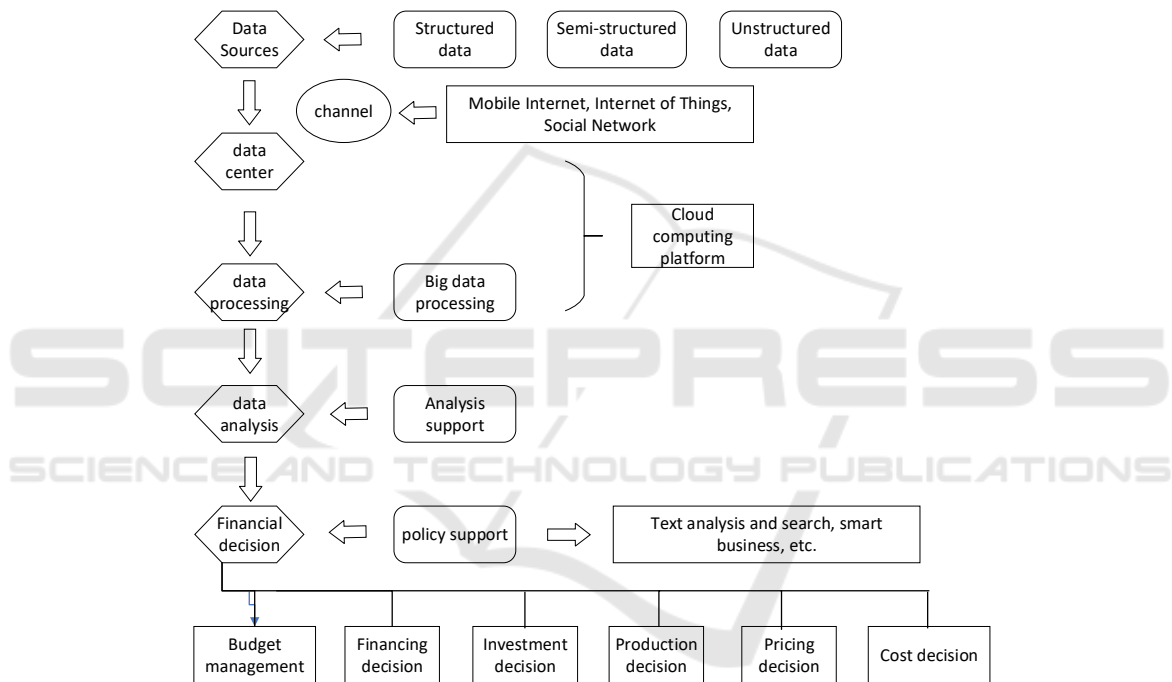 Data
Sources
Structured
data
Semi-structured
data
Unstructured
data
channel
Mobile Internet, Internet of Things,
Social Network
data
center
Cloud
computing
platform
data
processing
Big data
processing
SCITEPRESS
data
analysis
Analysis
support
SCIENCE AND TECHNOLOGY PUBLICATIONS
Financial
decision
policy support
Text analysis and search, smart
business, etc.
Budget
management
Financing
decision
Investment
decision
Production
decision
Pricing
decision
Cost decision